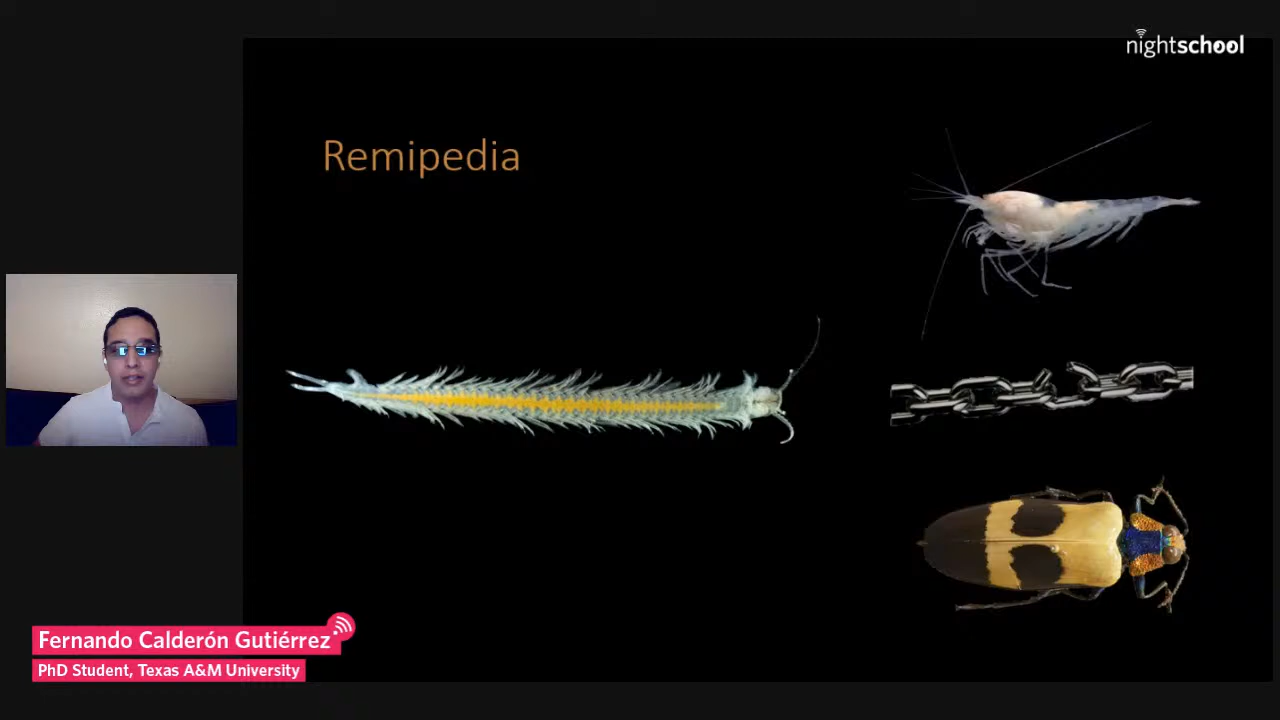 nightschool
Remipedia
Fernando Calderón Gutiérrez
PhD Student, Texas A&M University